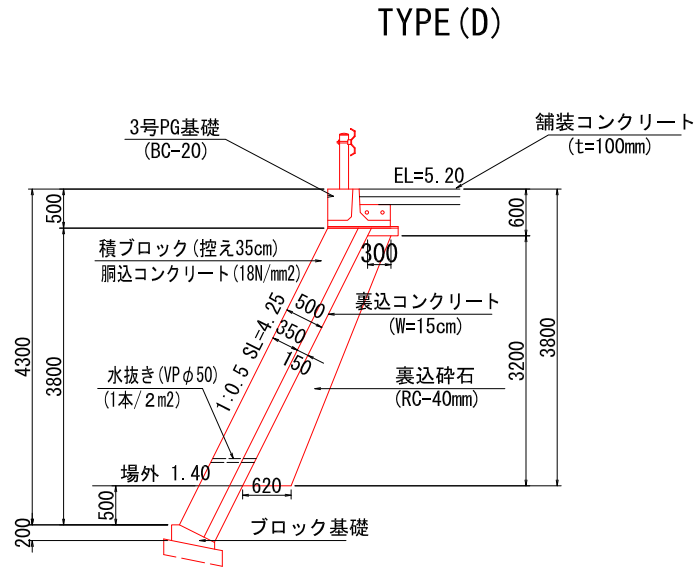 TYPE(D)
3号PG基礎
(BC-20)
舗装コンクリート
(t=100mm)
EL=5.20
500
600
300
積ブロック(控え35cm)
胴込コンクリート(18N/mm2)
500
裏込コンクリート
(W=15cm)
350
150
1:0.5 SL=4.25
4300
3800
3200
3800
水抜き(VPφ50)
(1本/2m2)
裏込砕石
(RC-40mm)
場外 1.40
620
500
200
ブロック基礎